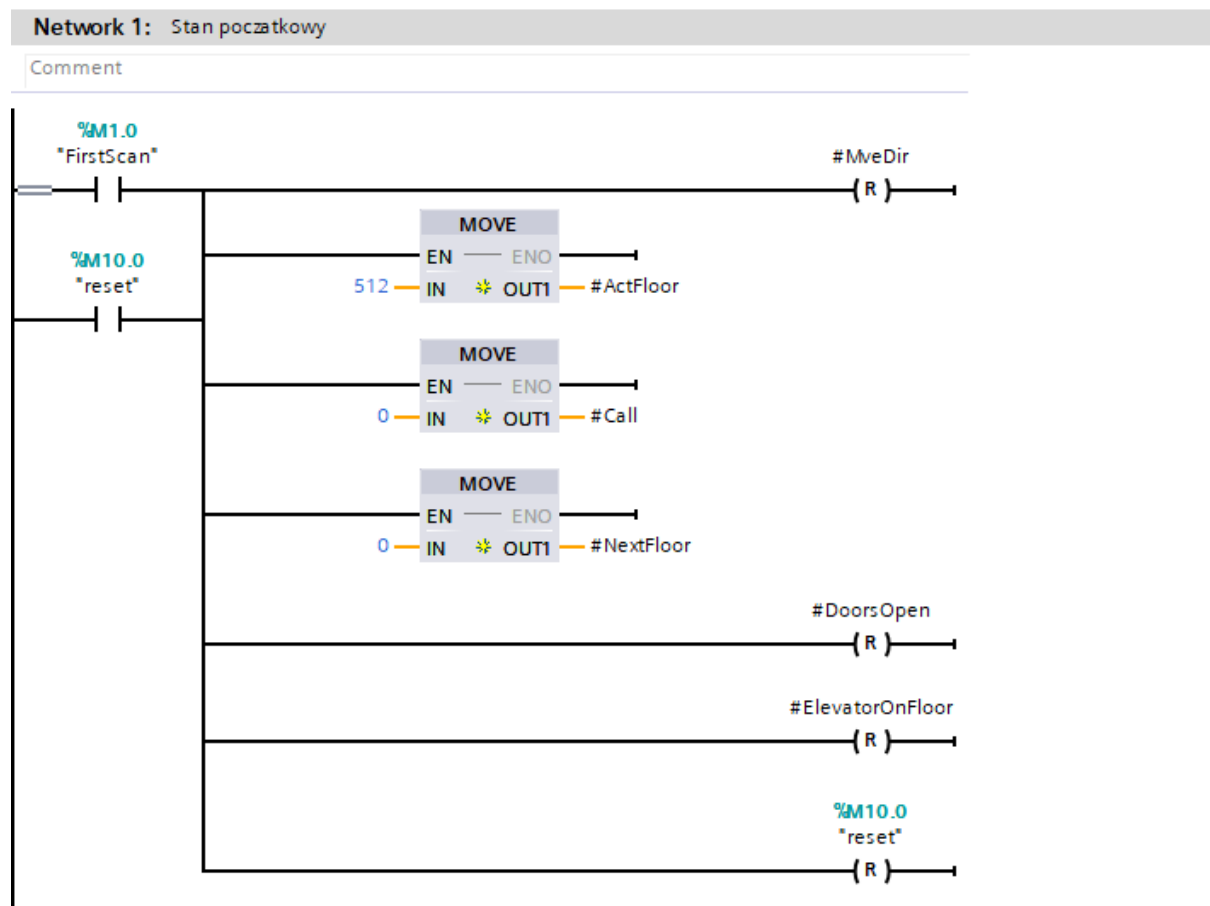 Network 1: Stan poczatkowy
Comment
%M1.0
"FirstScan"
#MveDir
( R )
MOVE
EN ENO
512 IN OUT1 #ActFloor
%M10.0
"reset"
MOVE
EN ENO
0 IN OUT1 #Call
MOVE
EN ENO
0 IN OUT1 #NextFloor
#DoorsOpen
( R )
#ElevatorOnFloor
( R )
%M10.0
"reset"
( R )